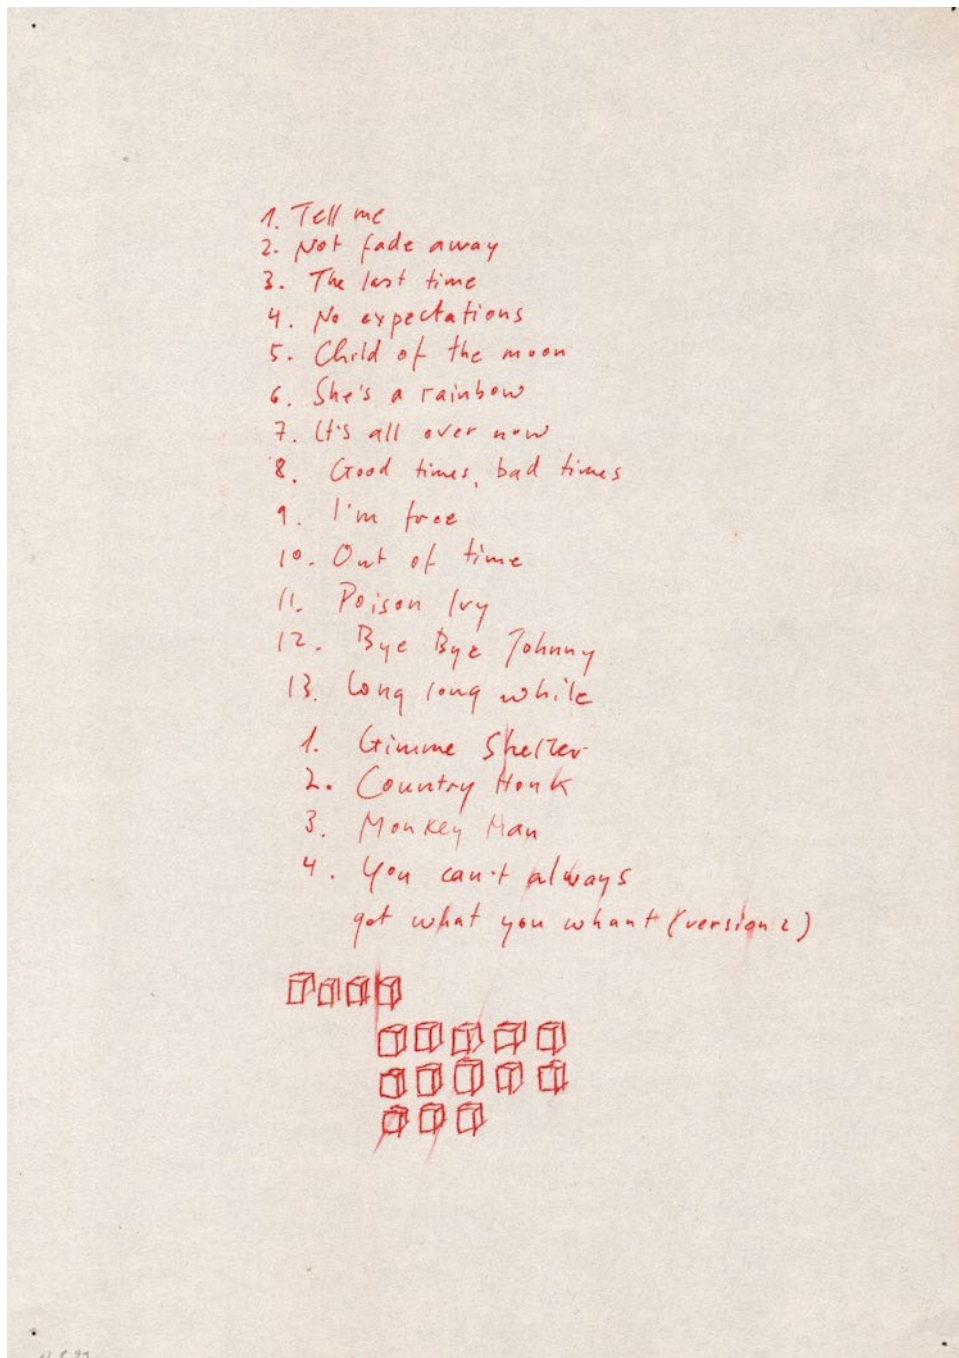 1. Tell me
2. Not fade away
3. The last time
4. No expectations
5. Child of the moon
6. She's a rainbow
7. It's all over now
8. Good times, bad times
9. I'm free
10. Out of time
11. Poison Ivy
12. Bye Bye Johnny
13. Long long while
1. Gimme Shelter
2. Country Honk
3. Monkey Man
4. You can't always
get what you whant (version 2)